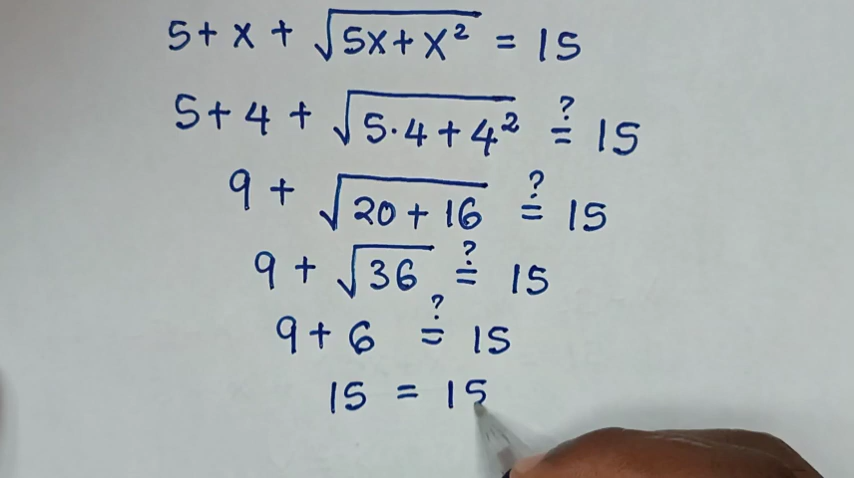 5 + x + √(5x + x²) = 15
5 + 4 + √(5·4 + 4²) ≟ 15
9 + √(20 + 16) ≟ 15
9 + √36 ≟ 15
9 + 6 ≟ 15
15 = 15